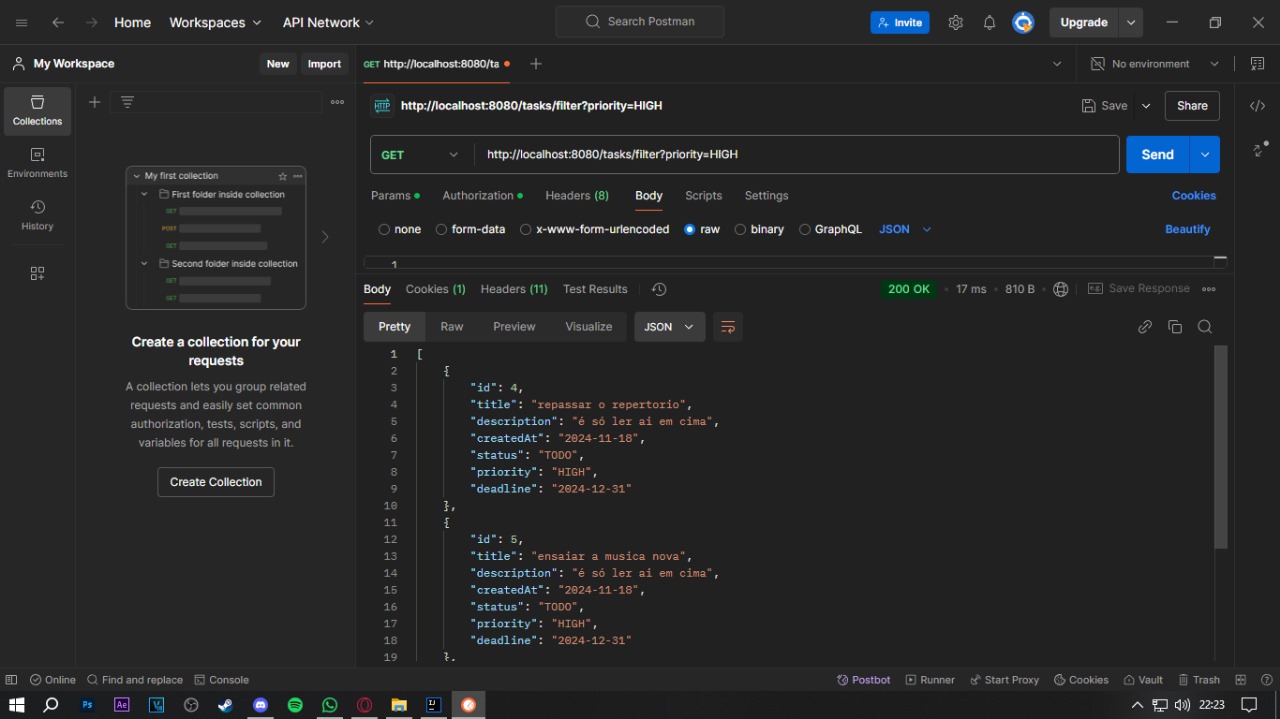 Home Workspaces API Network Search Postman Invite Upgrade
My Workspace New Import GET http://localhost:8080/ta No environment
Collections
Environments
History
My first collection
First folder inside collection
GET
POST
GET
Second folder inside collection
GET
GET
Create a collection for your
requests
A collection lets you group related
requests and easily set common
authorization, tests, scripts, and
variables for all requests in it.
Create Collection
HTTP http://localhost:8080/tasks/filter?priority=HIGH Save Share
GET http://localhost:8080/tasks/filter?priority=HIGH Send
Params Authorization Headers (8) Body Scripts Settings Cookies
none form-data x-www-form-urlencoded raw binary GraphQL JSON Beautify
1
Body Cookies (1) Headers (11) Test Results 200 OK 17 ms 810 B e.g. Save Response
Pretty Raw Preview Visualize JSON
1 [
2 {
3 "id": 4,
4 "title": "repassar o repertorio",
5 "description": "é só ler ai em cima",
6 "createdAt": "2024-11-18",
7 "status": "TODO",
8 "priority": "HIGH",
9 "deadline": "2024-12-31"
10 },
11 {
12 "id": 5,
13 "title": "ensaiar a musica nova",
14 "description": "é só ler ai em cima",
15 "createdAt": "2024-11-18",
16 "status": "TODO",
17 "priority": "HIGH",
18 "deadline": "2024-12-31"
19 },
Online Find and replace Console Postbot Runner Start Proxy Cookies Vault Trash
Ps Ae IJ 22:23